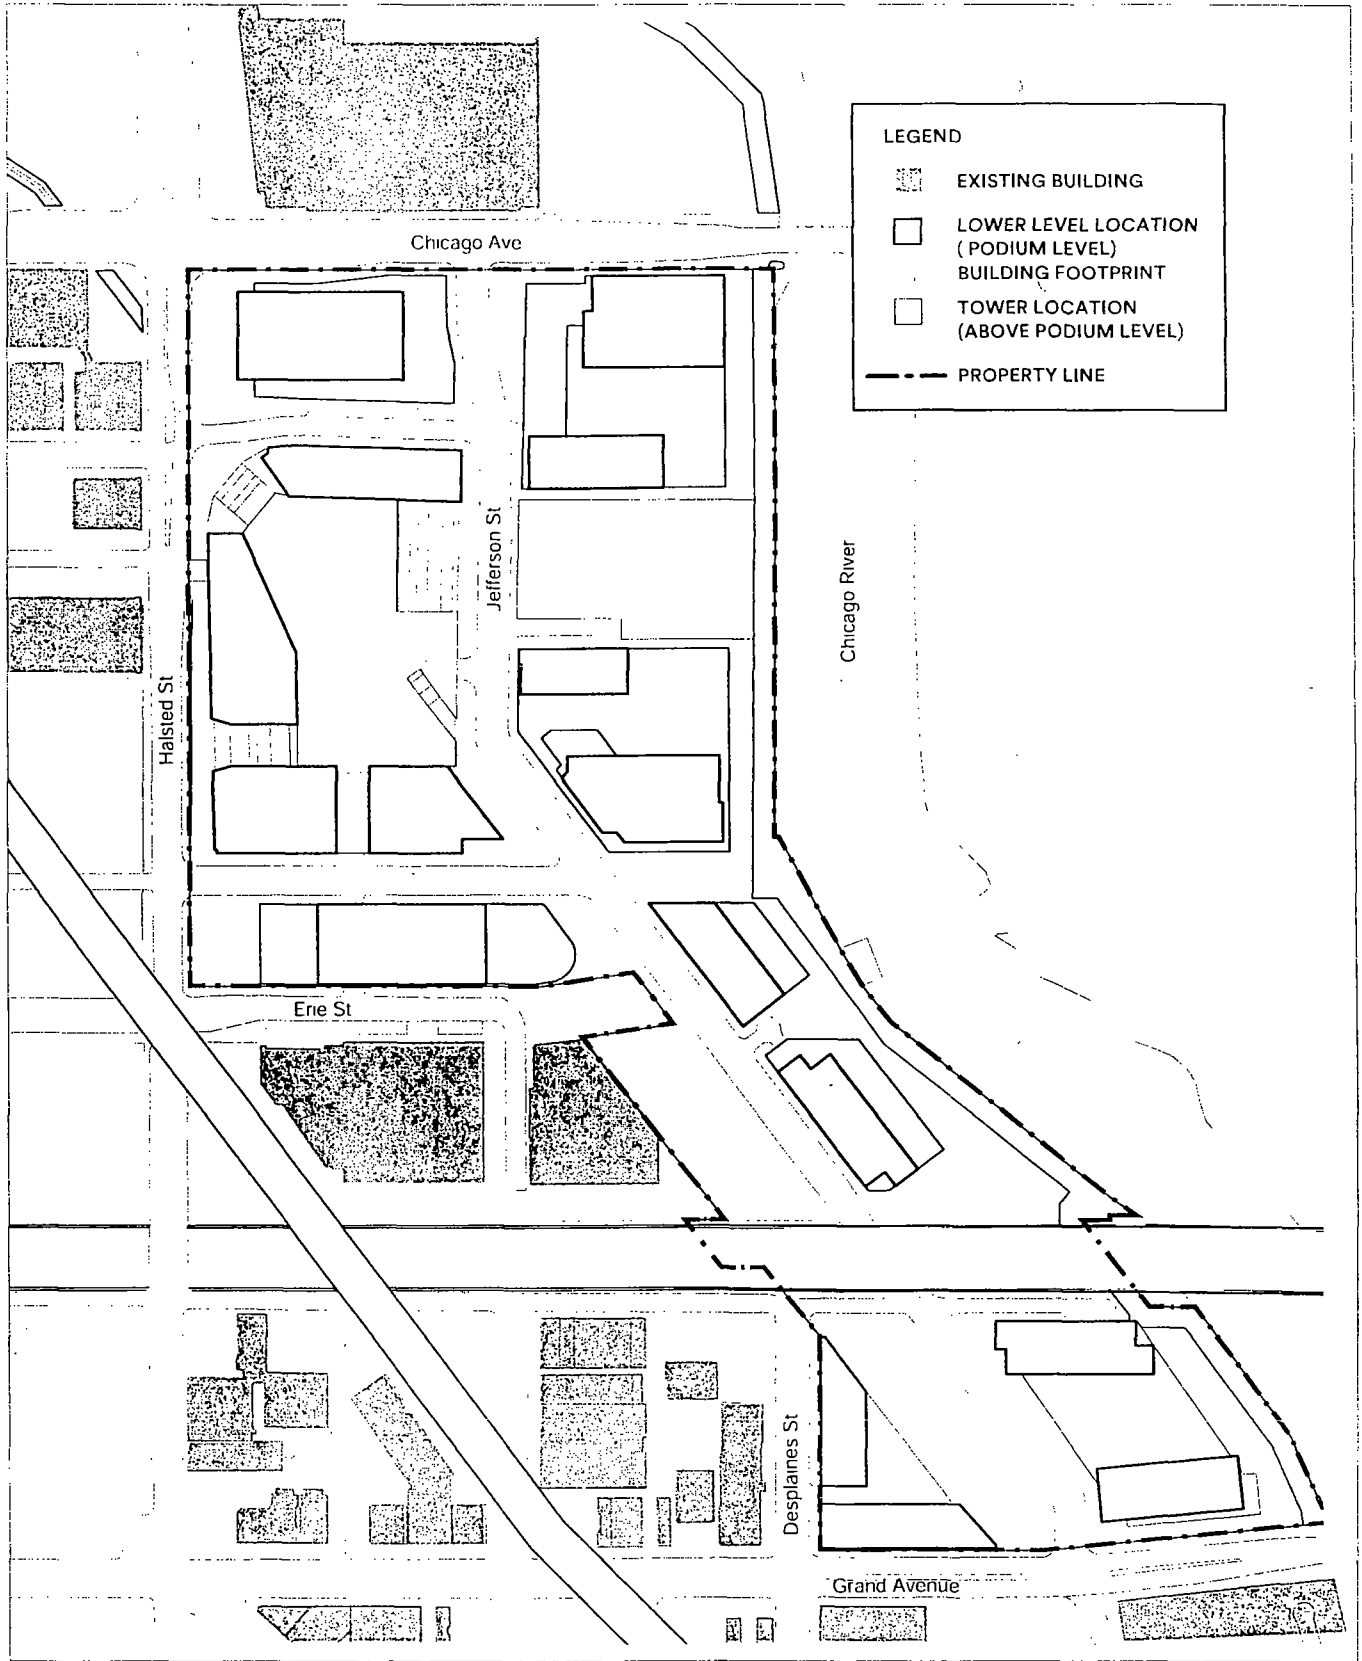 LEGEND
EXISTING BUILDING
LOWER LEVEL LOCATION
( PODIUM LEVEL)
BUILDING FOOTPRINT
TOWER LOCATION
(ABOVE PODIUM LEVEL)
PROPERTY LINE
Chicago Ave
Jefferson St
Chicago River
Halsted St
Erie St
Desplaines St
Grand Avenue